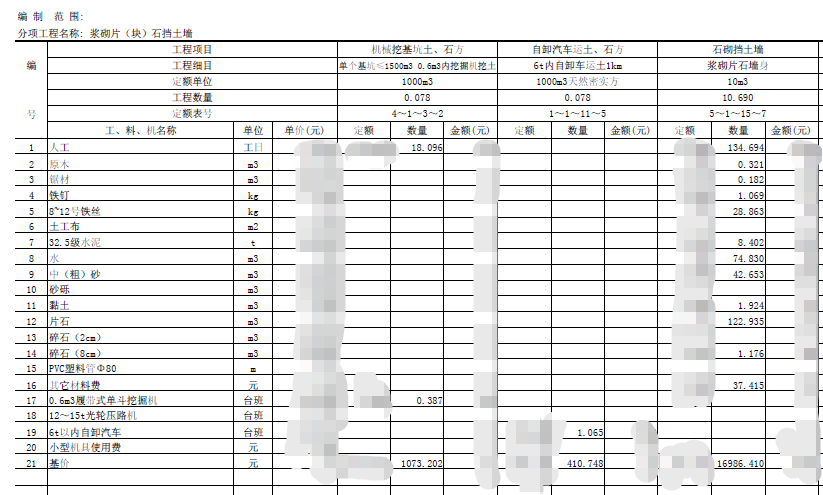 编 制 范 围:
分项工程名称: 浆砌片（块）石挡土墙
编号 工程项目 机械挖基坑土、石方 自卸汽车运土、石方 石砌挡土墙
工程细目 单个基坑≤1500m3 0.6m3内挖掘机挖土 6t内自卸车运土1km 浆砌片石墙身
定额单位 1000m3 1000m3天然密实方 10m3
工程数量 0.078 0.078 10.690
定额表号 4～1～3～2 1～1～11～5 5～1～15～7
工、料、机名称 单位 单价(元) 定额 数量 金额(元) 定额 数量 金额(元) 定额 数量 金额(元)
1 人工 工日 18.096 134.694
2 原木 m3 0.321
3 锯材 m3 0.182
4 铁钉 kg 1.069
5 8~12号铁丝 kg 28.863
6 土工布 m2
7 32.5级水泥 t 8.402
8 水 m3 74.830
9 中（粗）砂 m3 42.653
10 砂砾 m3
11 黏土 m3 1.924
12 片石 m3 122.935
13 碎石（2cm） m3
14 碎石（8cm） m3 1.176
15 PVC塑料管Φ80 m
16 其它材料费 元 37.415
17 0.6m3履带式单斗挖掘机 台班 0.387
18 12～15t光轮压路机 台班
19 6t以内自卸汽车 台班 1.065
20 小型机具使用费 元
21 基价 元 1073.202 410.748 16986.410